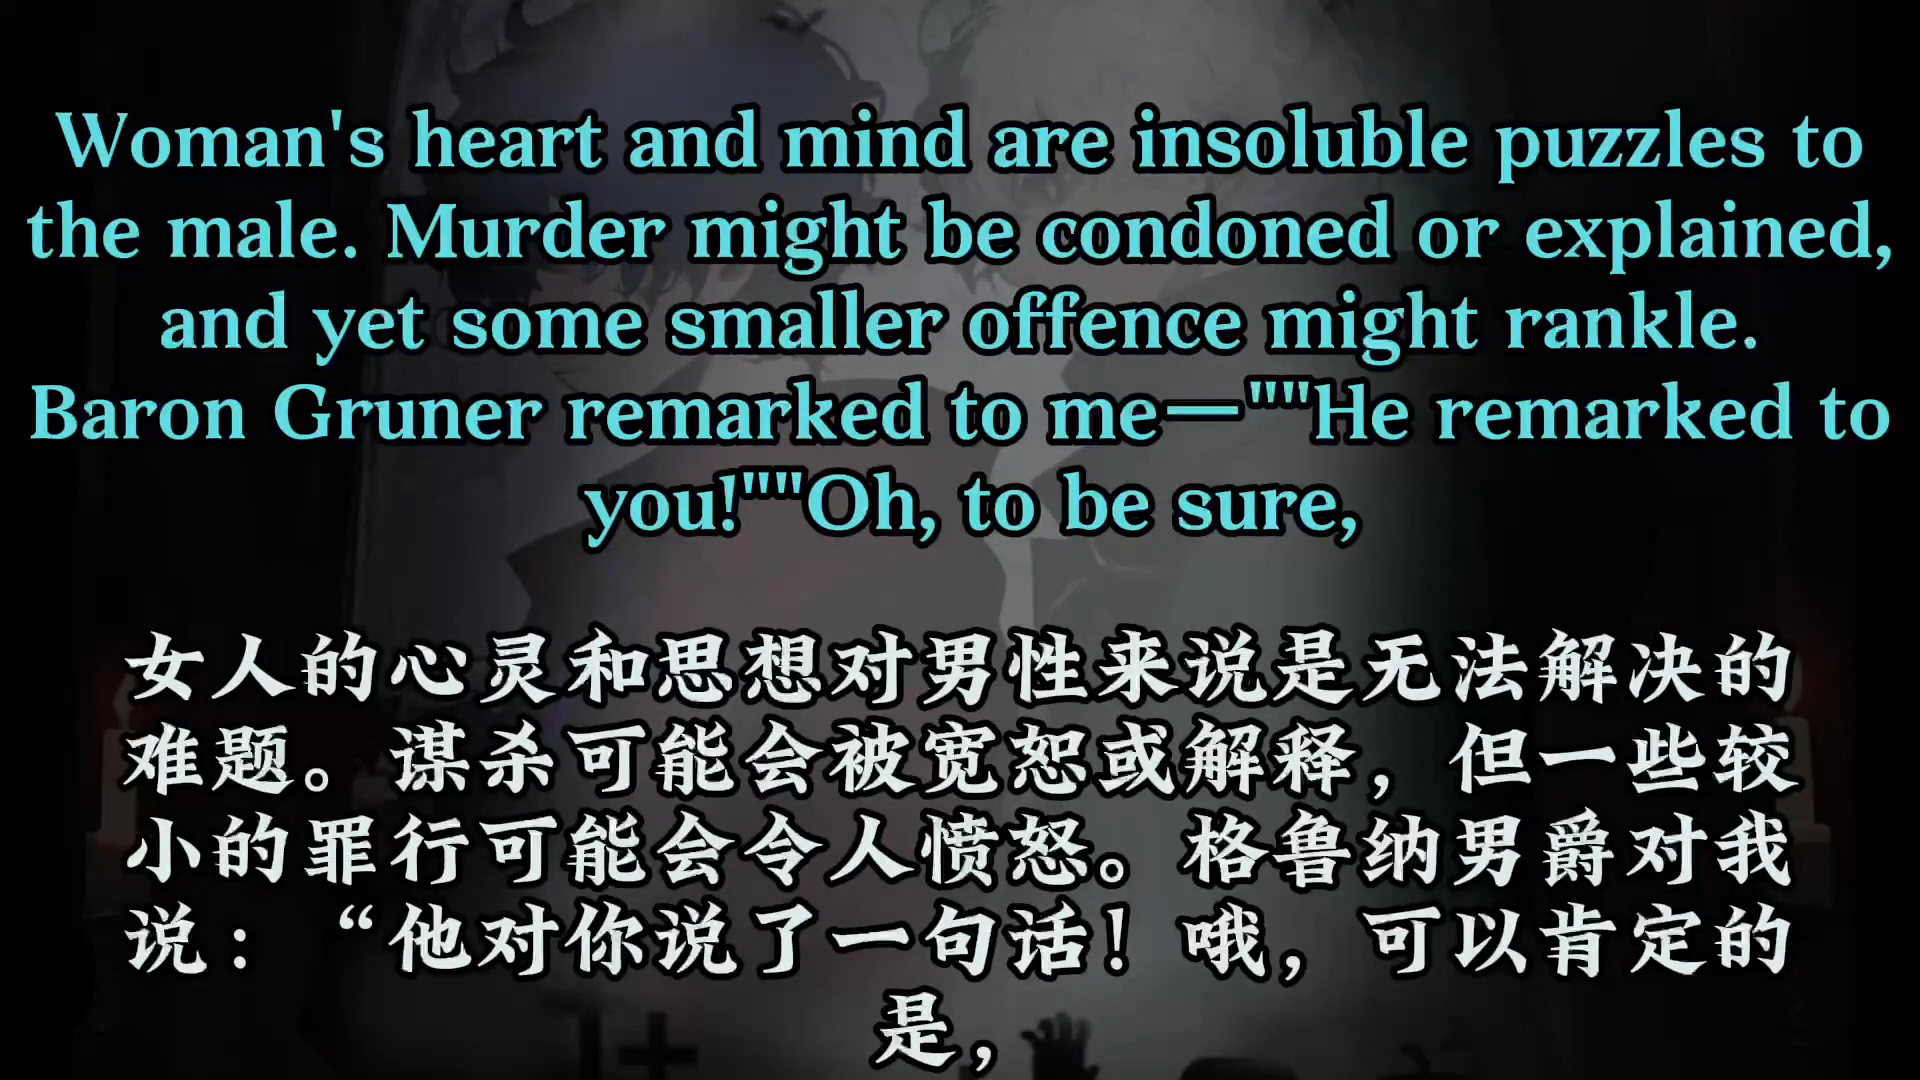 Woman's heart and mind are insoluble puzzles to
the male. Murder might be condoned or explained,
and yet some smaller offence might rankle.
Baron Gruner remarked to me—""He remarked to
you!""Oh, to be sure,
女人的心灵和思想对男性来说是无法解决的
难题。谋杀可能会被宽恕或解释，但一些较
小的罪行可能会令人愤怒。格鲁纳男爵对我
说：“他对你说了一句话！哦，可以肯定的
是，